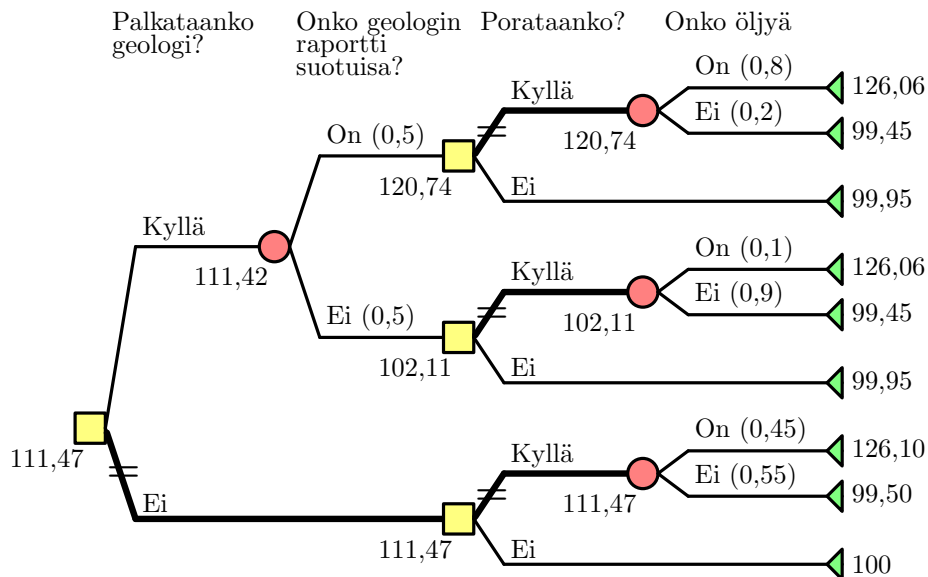 Palkataanko
geologi?
Onko geologin
raportti
suotuisa?
Porataanko?
Onko öljyä
On (0,8)
126,06
Kyllä
Ei (0,2)
99,45
120,74
On (0,5)
120,74
Ei
99,95
Kyllä
111,42
On (0,1)
126,06
Kyllä
Ei (0,9)
99,45
102,11
Ei (0,5)
102,11
Ei
99,95
111,47
On (0,45)
126,10
Kyllä
Ei (0,55)
99,50
111,47
Ei
111,47
Ei
100